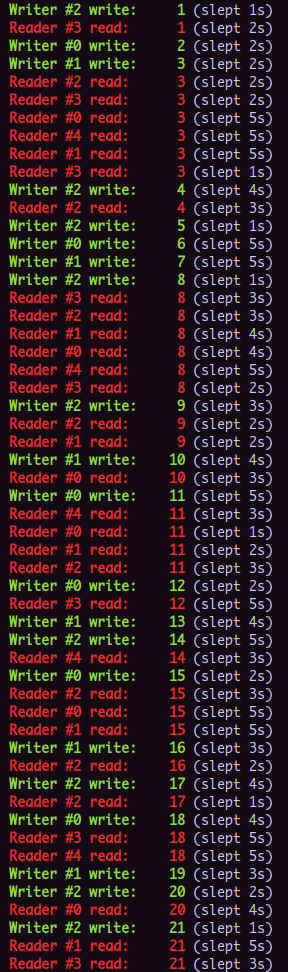 Writer #2 write: 1 (slept 1s)
Reader #3 read: 1 (slept 2s)
Writer #0 write: 2 (slept 2s)
Writer #1 write: 3 (slept 2s)
Reader #2 read: 3 (slept 2s)
Reader #3 read: 3 (slept 2s)
Reader #0 read: 3 (slept 5s)
Reader #4 read: 3 (slept 5s)
Reader #1 read: 3 (slept 5s)
Reader #3 read: 3 (slept 1s)
Writer #2 write: 4 (slept 4s)
Reader #2 read: 4 (slept 3s)
Writer #2 write: 5 (slept 1s)
Writer #0 write: 6 (slept 5s)
Writer #1 write: 7 (slept 5s)
Writer #2 write: 8 (slept 1s)
Reader #3 read: 8 (slept 3s)
Reader #2 read: 8 (slept 3s)
Reader #1 read: 8 (slept 4s)
Reader #0 read: 8 (slept 4s)
Reader #4 read: 8 (slept 5s)
Reader #3 read: 8 (slept 2s)
Writer #2 write: 9 (slept 3s)
Reader #2 read: 9 (slept 2s)
Reader #1 read: 9 (slept 2s)
Writer #1 write: 10 (slept 4s)
Reader #0 read: 10 (slept 3s)
Writer #0 write: 11 (slept 5s)
Reader #4 read: 11 (slept 3s)
Reader #0 read: 11 (slept 1s)
Reader #1 read: 11 (slept 2s)
Reader #2 read: 11 (slept 3s)
Writer #0 write: 12 (slept 2s)
Reader #3 read: 12 (slept 5s)
Writer #1 write: 13 (slept 4s)
Writer #2 write: 14 (slept 5s)
Reader #4 read: 14 (slept 3s)
Writer #0 write: 15 (slept 2s)
Reader #2 read: 15 (slept 3s)
Reader #0 read: 15 (slept 5s)
Reader #1 read: 15 (slept 5s)
Writer #1 write: 16 (slept 3s)
Reader #2 read: 16 (slept 2s)
Writer #2 write: 17 (slept 4s)
Reader #2 read: 17 (slept 1s)
Writer #0 write: 18 (slept 4s)
Reader #3 read: 18 (slept 5s)
Reader #4 read: 18 (slept 5s)
Writer #1 write: 19 (slept 3s)
Writer #2 write: 20 (slept 2s)
Reader #0 read: 20 (slept 4s)
Writer #2 write: 21 (slept 1s)
Reader #1 read: 21 (slept 5s)
Reader #3 read: 21 (slept 3s)